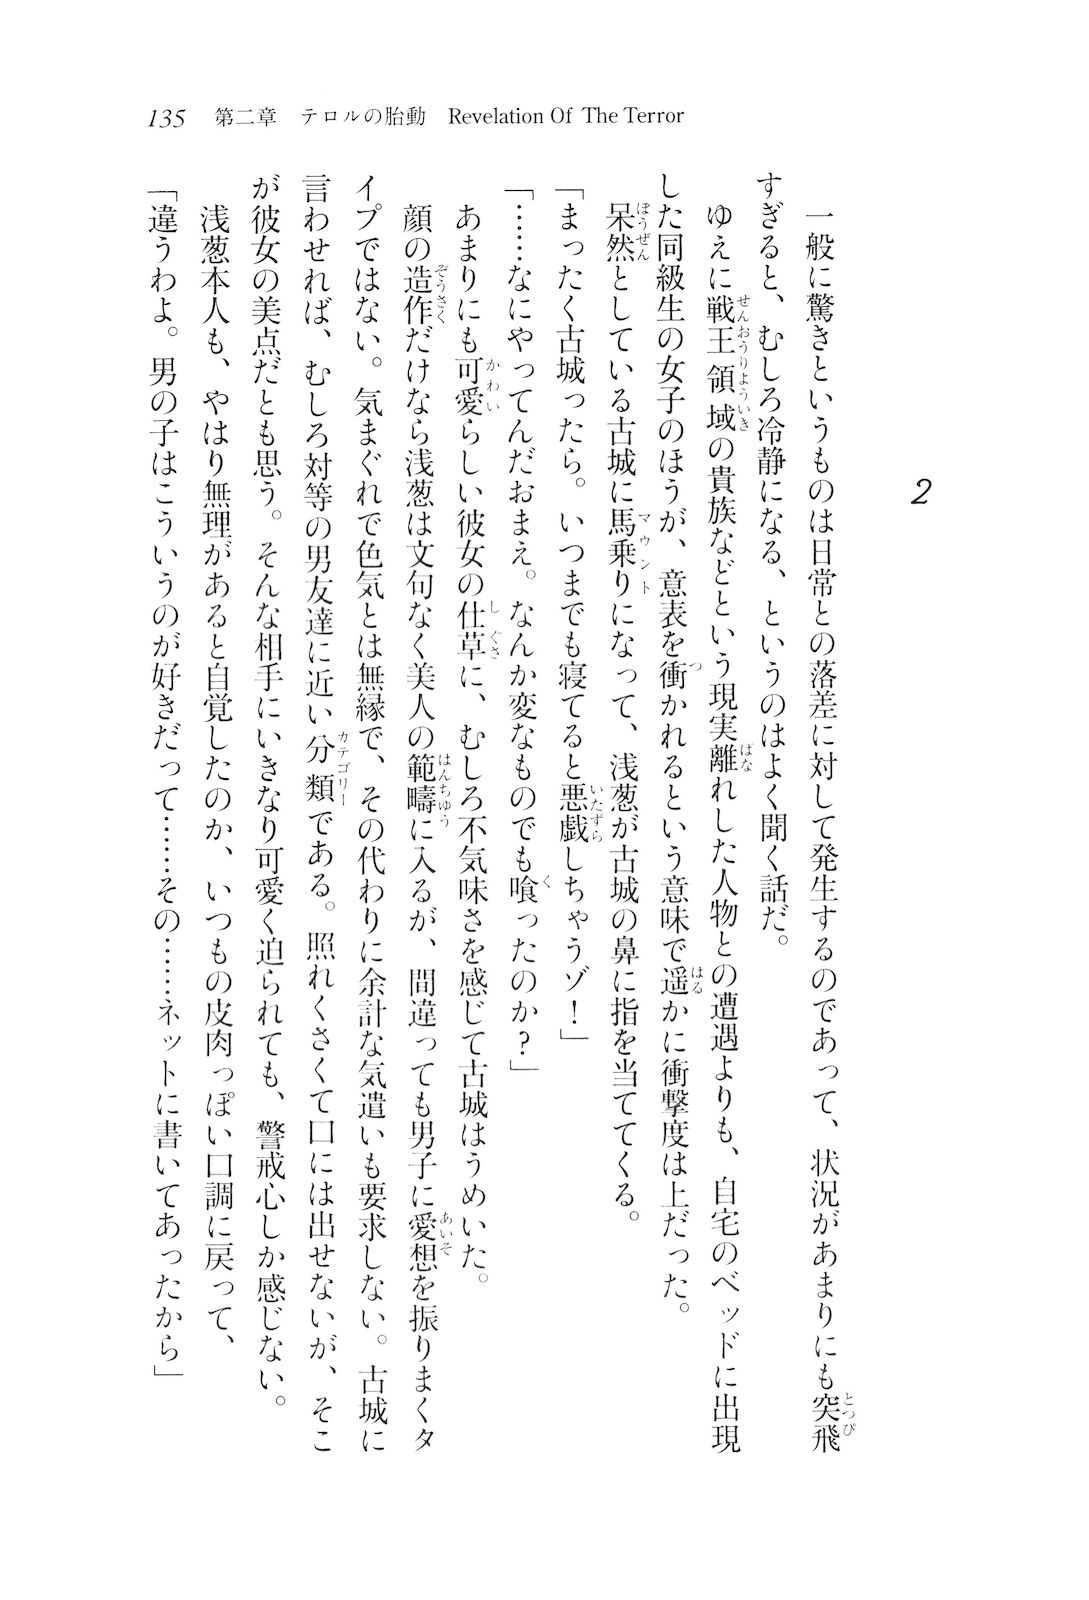 135 第二章　テロルの胎動　Revelation Of The Terror
2
　一般に驚きというものは日常との落差に対して発生するのであって、状況があまりにも突飛
すぎると、むしろ冷静になる、というのはよく聞く話だ。
　ゆえに戦王領域の貴族などという現実離れした人物との遭遇よりも、自宅のベッドに出現
した同級生の女子のほうが、意表を衝かれるという意味で遥かに衝撃度は上だった。
　呆然としている古城に馬乗りになって、浅葱が古城の鼻に指を当ててくる。
「まったく古城ったら。いつまでも寝てると悪戯しちゃうゾ！」
「……なにやってんだおまえ。なんか変なものでも喰ったのか？」
　あまりにも可愛らしい彼女の仕草に、むしろ不気味さを感じて古城はうめいた。
　顔の造作だけなら浅葱は文句なく美人の範疇に入るが、間違っても男子に愛想を振りまくタ
イプではない。気まぐれで色気とは無縁で、その代わりに余計な気遣いも要求しない。古城に
言わせれば、むしろ対等の男友達に近い分類である。照れくさくて口には出せないが、そこ
が彼女の美点だとも思う。そんな相手にいきなり可愛く迫られても、警戒心しか感じない。
　浅葱本人も、やはり無理があると自覚したのか、いつもの皮肉っぽい口調に戻って、
「違うわよ。男の子はこういうのが好きだって……その……ネットに書いてあったから」